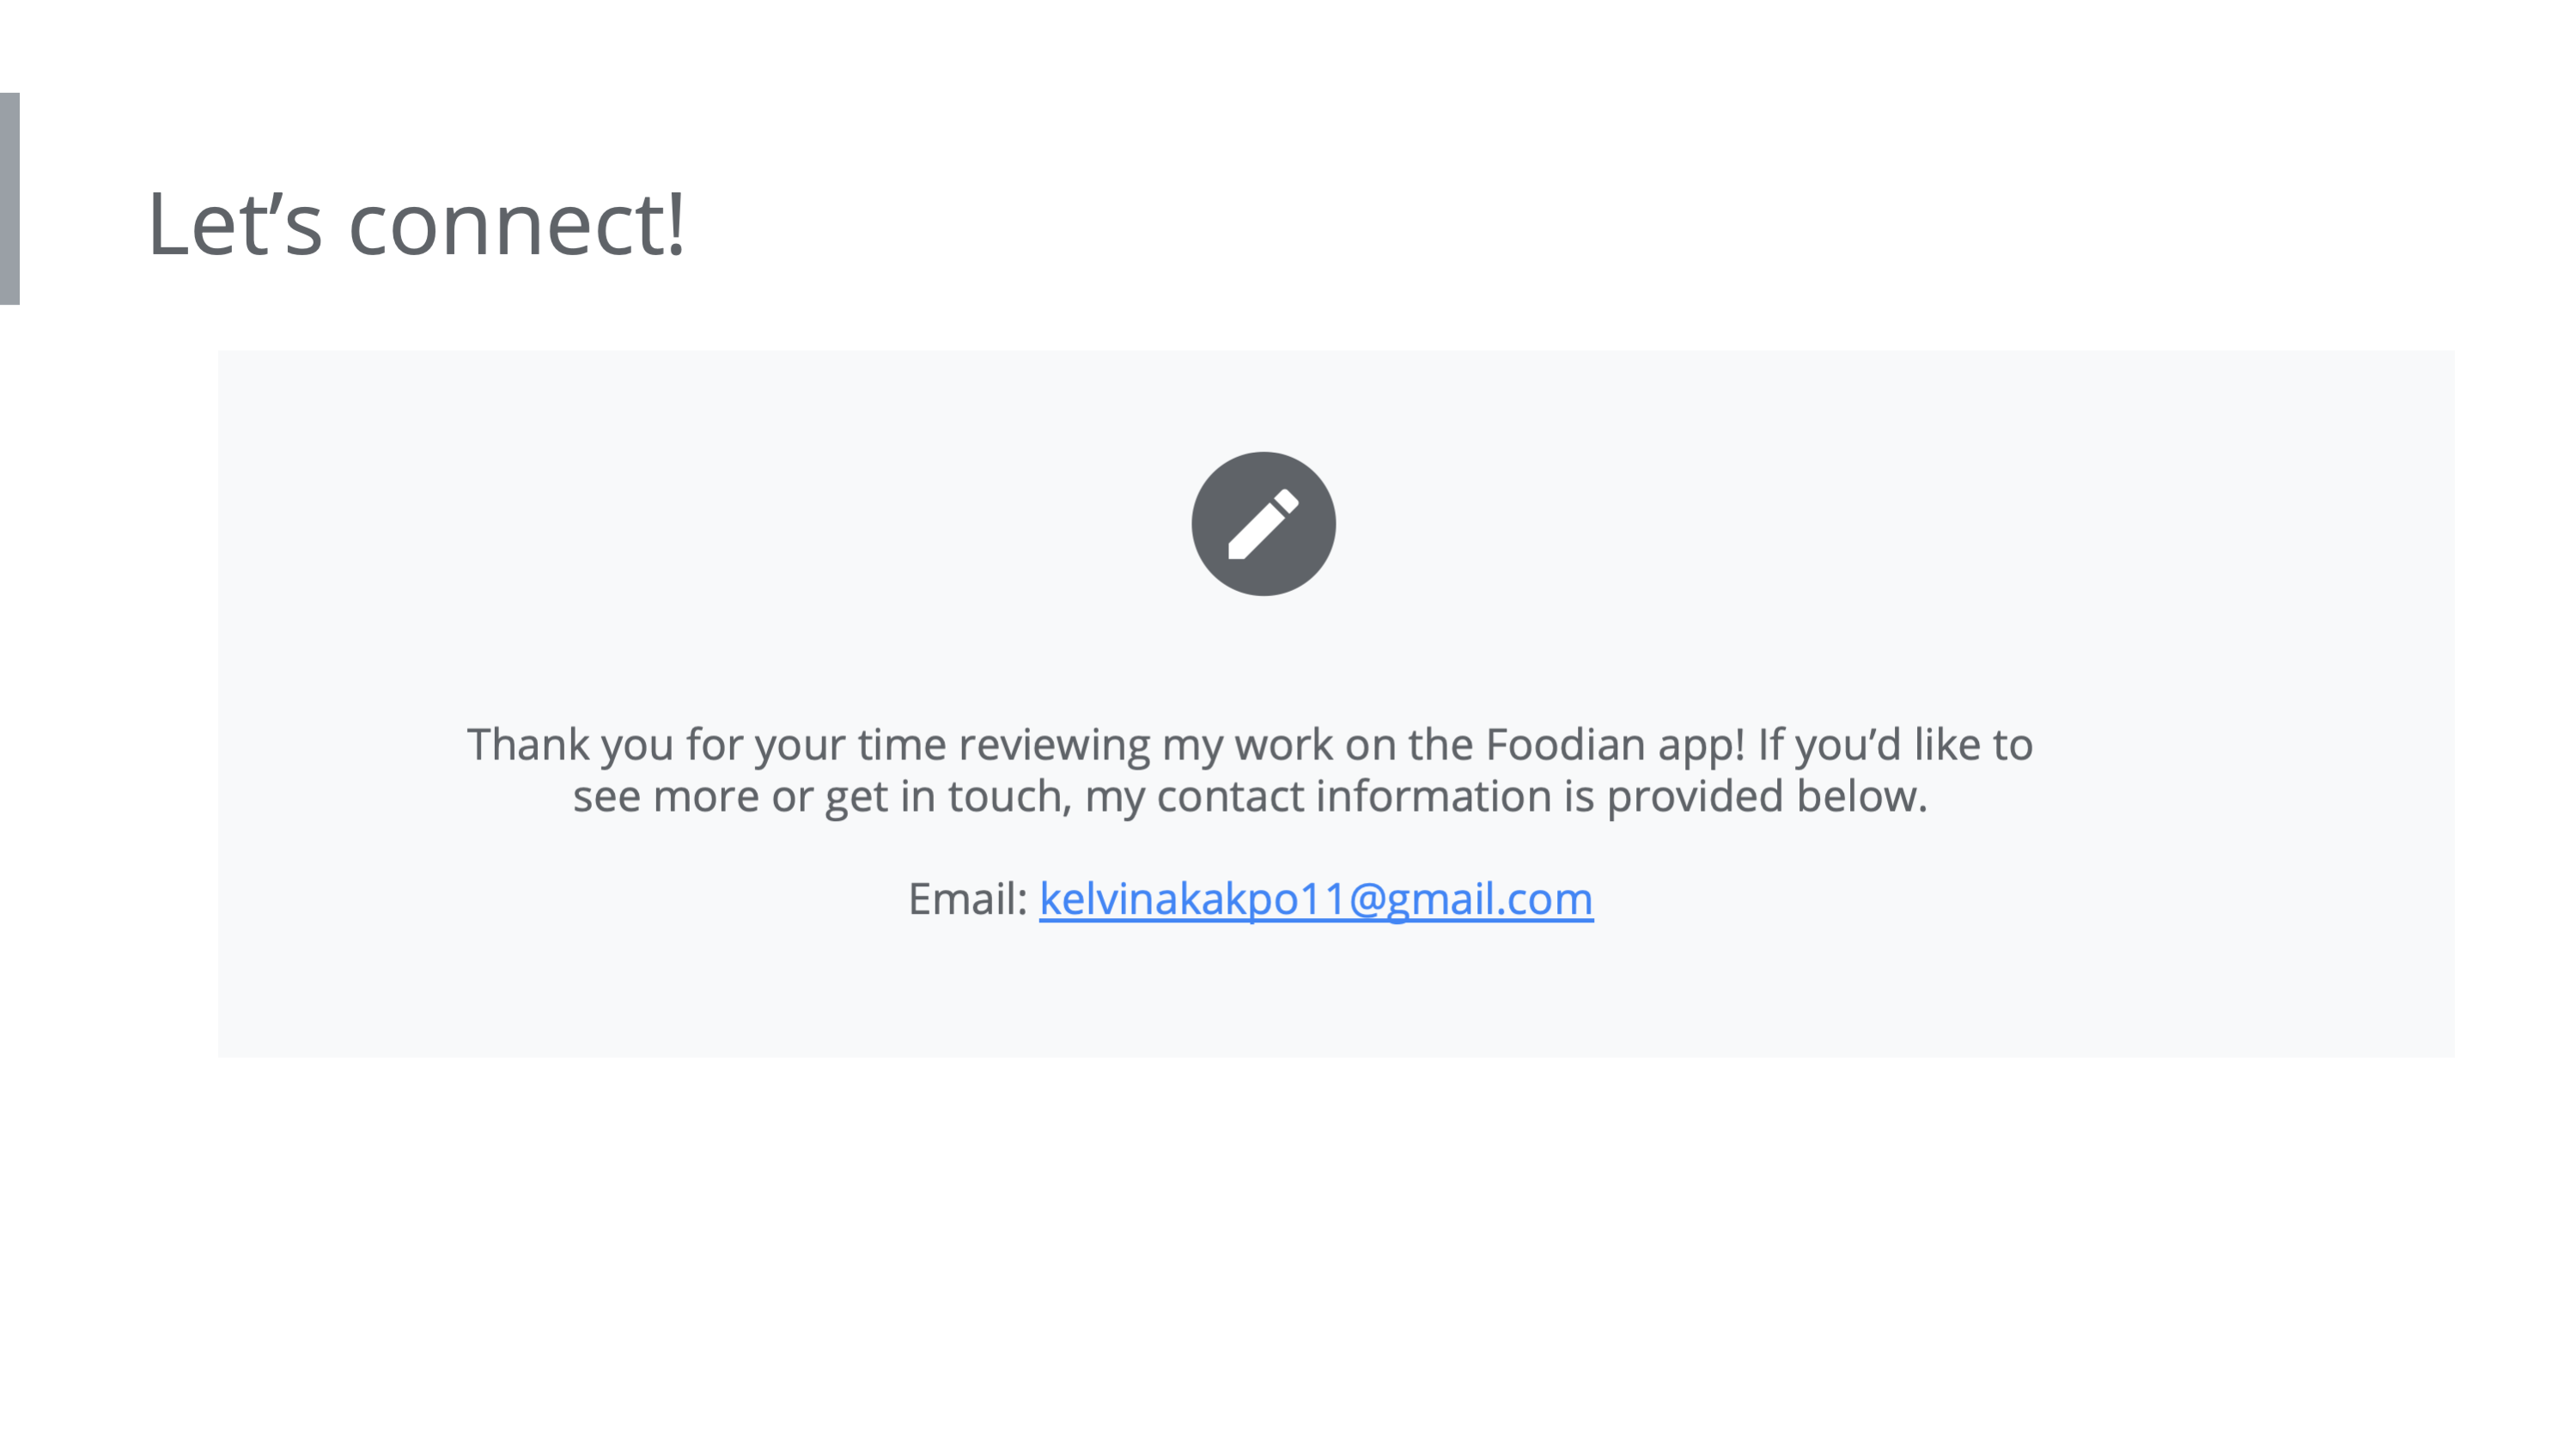 Let’s connect!
Thank you for your time reviewing my work on the Foodian app! If you’d like to
see more or get in touch, my contact information is provided below.
Email: kelvinakakpo11@gmail.com